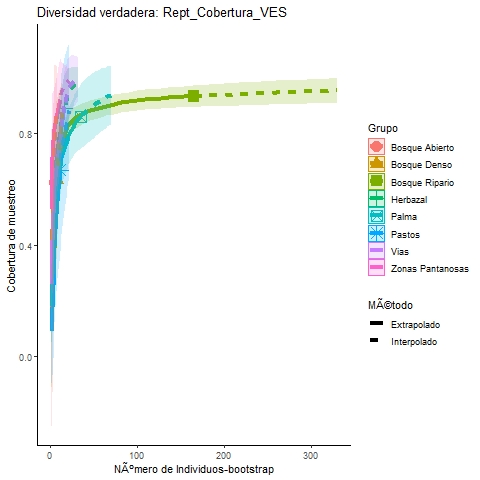 Diversidad verdadera: Rept_Cobertura_VES
Cobertura de muestreo
0.8
0.4
0.0
0
100
200
300
NÃºmero de Individuos-bootstrap
Grupo
Bosque Abierto
Bosque Denso
Bosque Ripario
Herbazal
Palma
Pastos
Vias
Zonas Pantanosas
MÃ©todo
Extrapolado
Interpolado